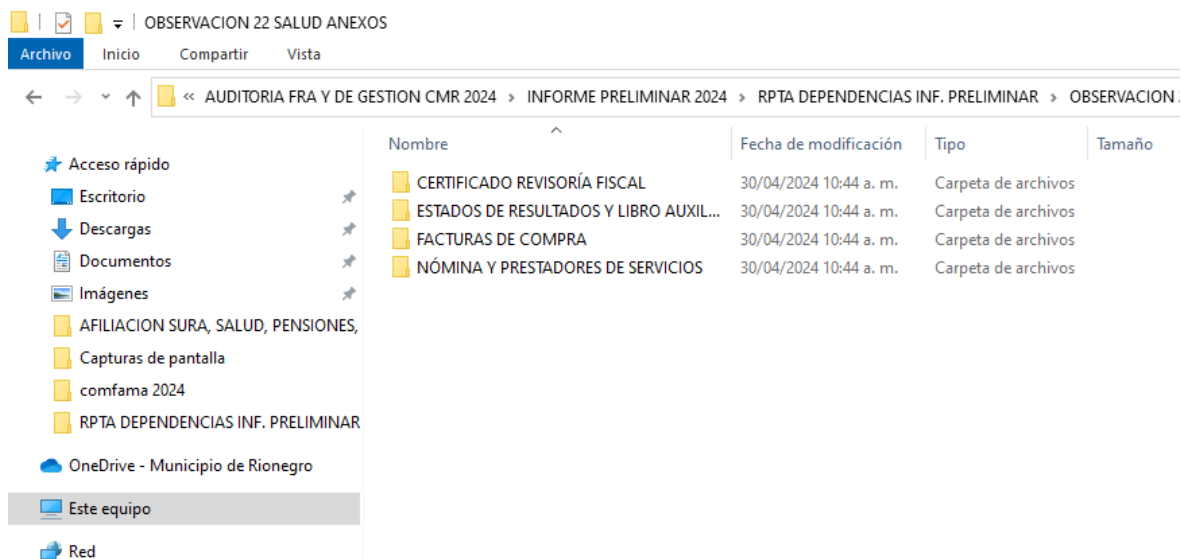 OBSERVACION 22 SALUD ANEXOS
Archivo Inicio Compartir Vista
« AUDITORIA FRA Y DE GESTION CMR 2024 > INFORME PRELIMINAR 2024 > RPTA DEPENDENCIAS INF. PRELIMINAR > OBSERVACION
Nombre Fecha de modificación Tipo Tamaño
Acceso rápido
Escritorio
Descargas
Documentos
Imágenes
AFILIACION SURA, SALUD, PENSIONES,
Capturas de pantalla
comfama 2024
RPTA DEPENDENCIAS INF. PRELIMINAR
OneDrive - Municipio de Rionegro
Este equipo
Red
CERTIFICADO REVISORÍA FISCAL 30/04/2024 10:44 a. m. Carpeta de archivos
ESTADOS DE RESULTADOS Y LIBRO AUXIL... 30/04/2024 10:44 a. m. Carpeta de archivos
FACTURAS DE COMPRA 30/04/2024 10:44 a. m. Carpeta de archivos
NÓMINA Y PRESTADORES DE SERVICIOS 30/04/2024 10:44 a. m. Carpeta de archivos